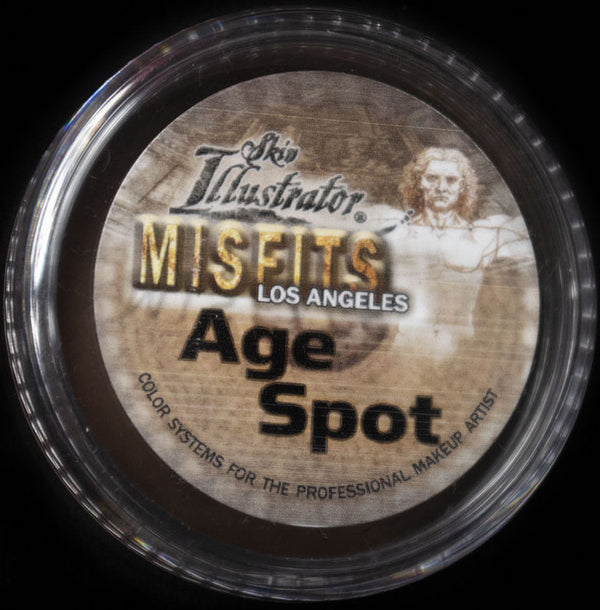 Skin
Illustrator®
MISFITS
LOS ANGELES
Age
Spot
COLOR SYSTEMS FOR THE PROFESSIONAL MAKEUP ARTIST